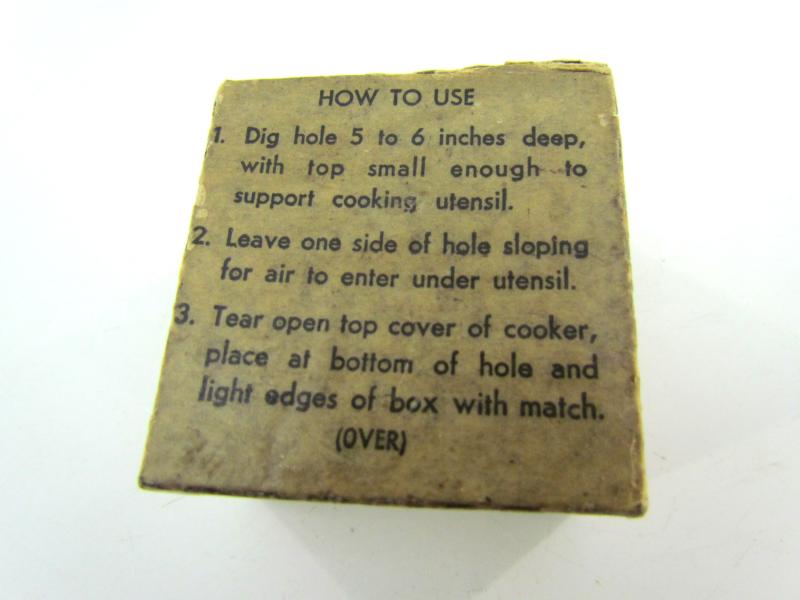 HOW TO USE
1. Dig hole 5 to 6 inches deep,
with top small enough to
support cooking utensil.
2. Leave one side of hole sloping
for air to enter under utensil.
3. Tear open top cover of cooker,
place at bottom of hole and
light edges of box with match.
(OVER)